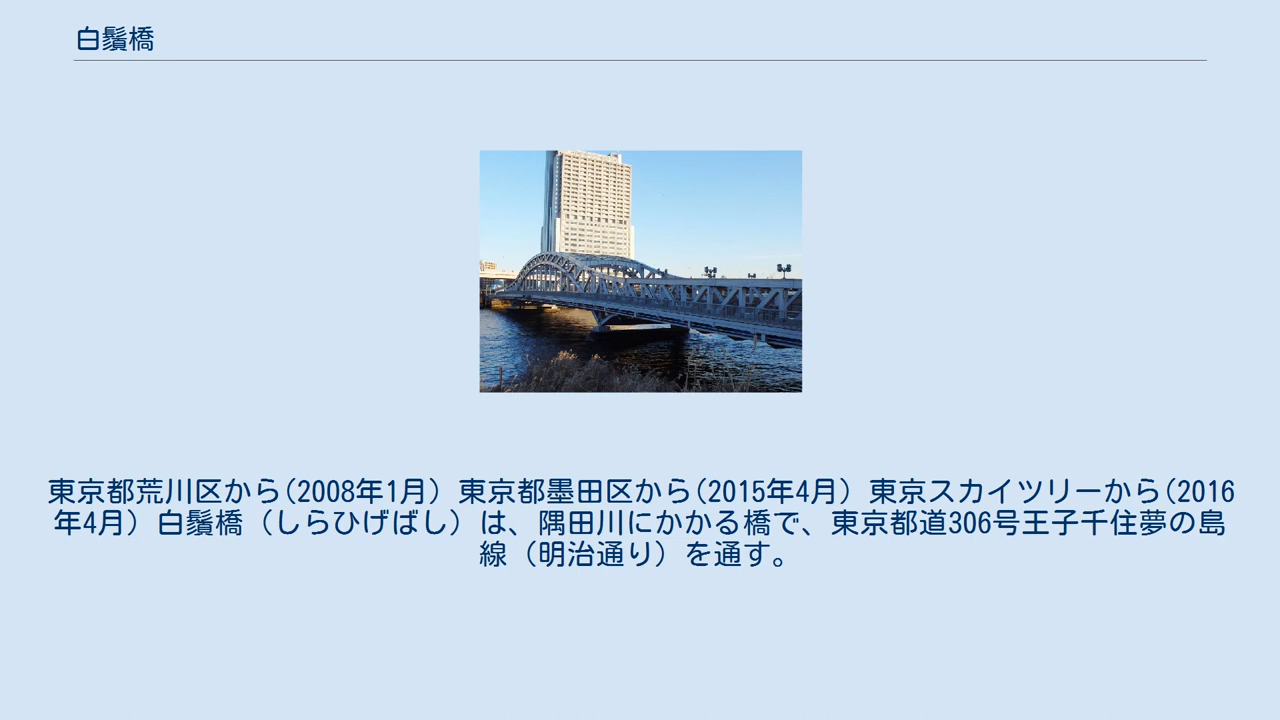 白鬚橋
東京都荒川区から(2008年1月) 東京都墨田区から(2015年4月) 東京スカイツリーから(2016
年4月) 白鬚橋（しらひげばし）は、隅田川にかかる橋で、東京都道306号王子千住夢の島
線（明治通り）を通す。